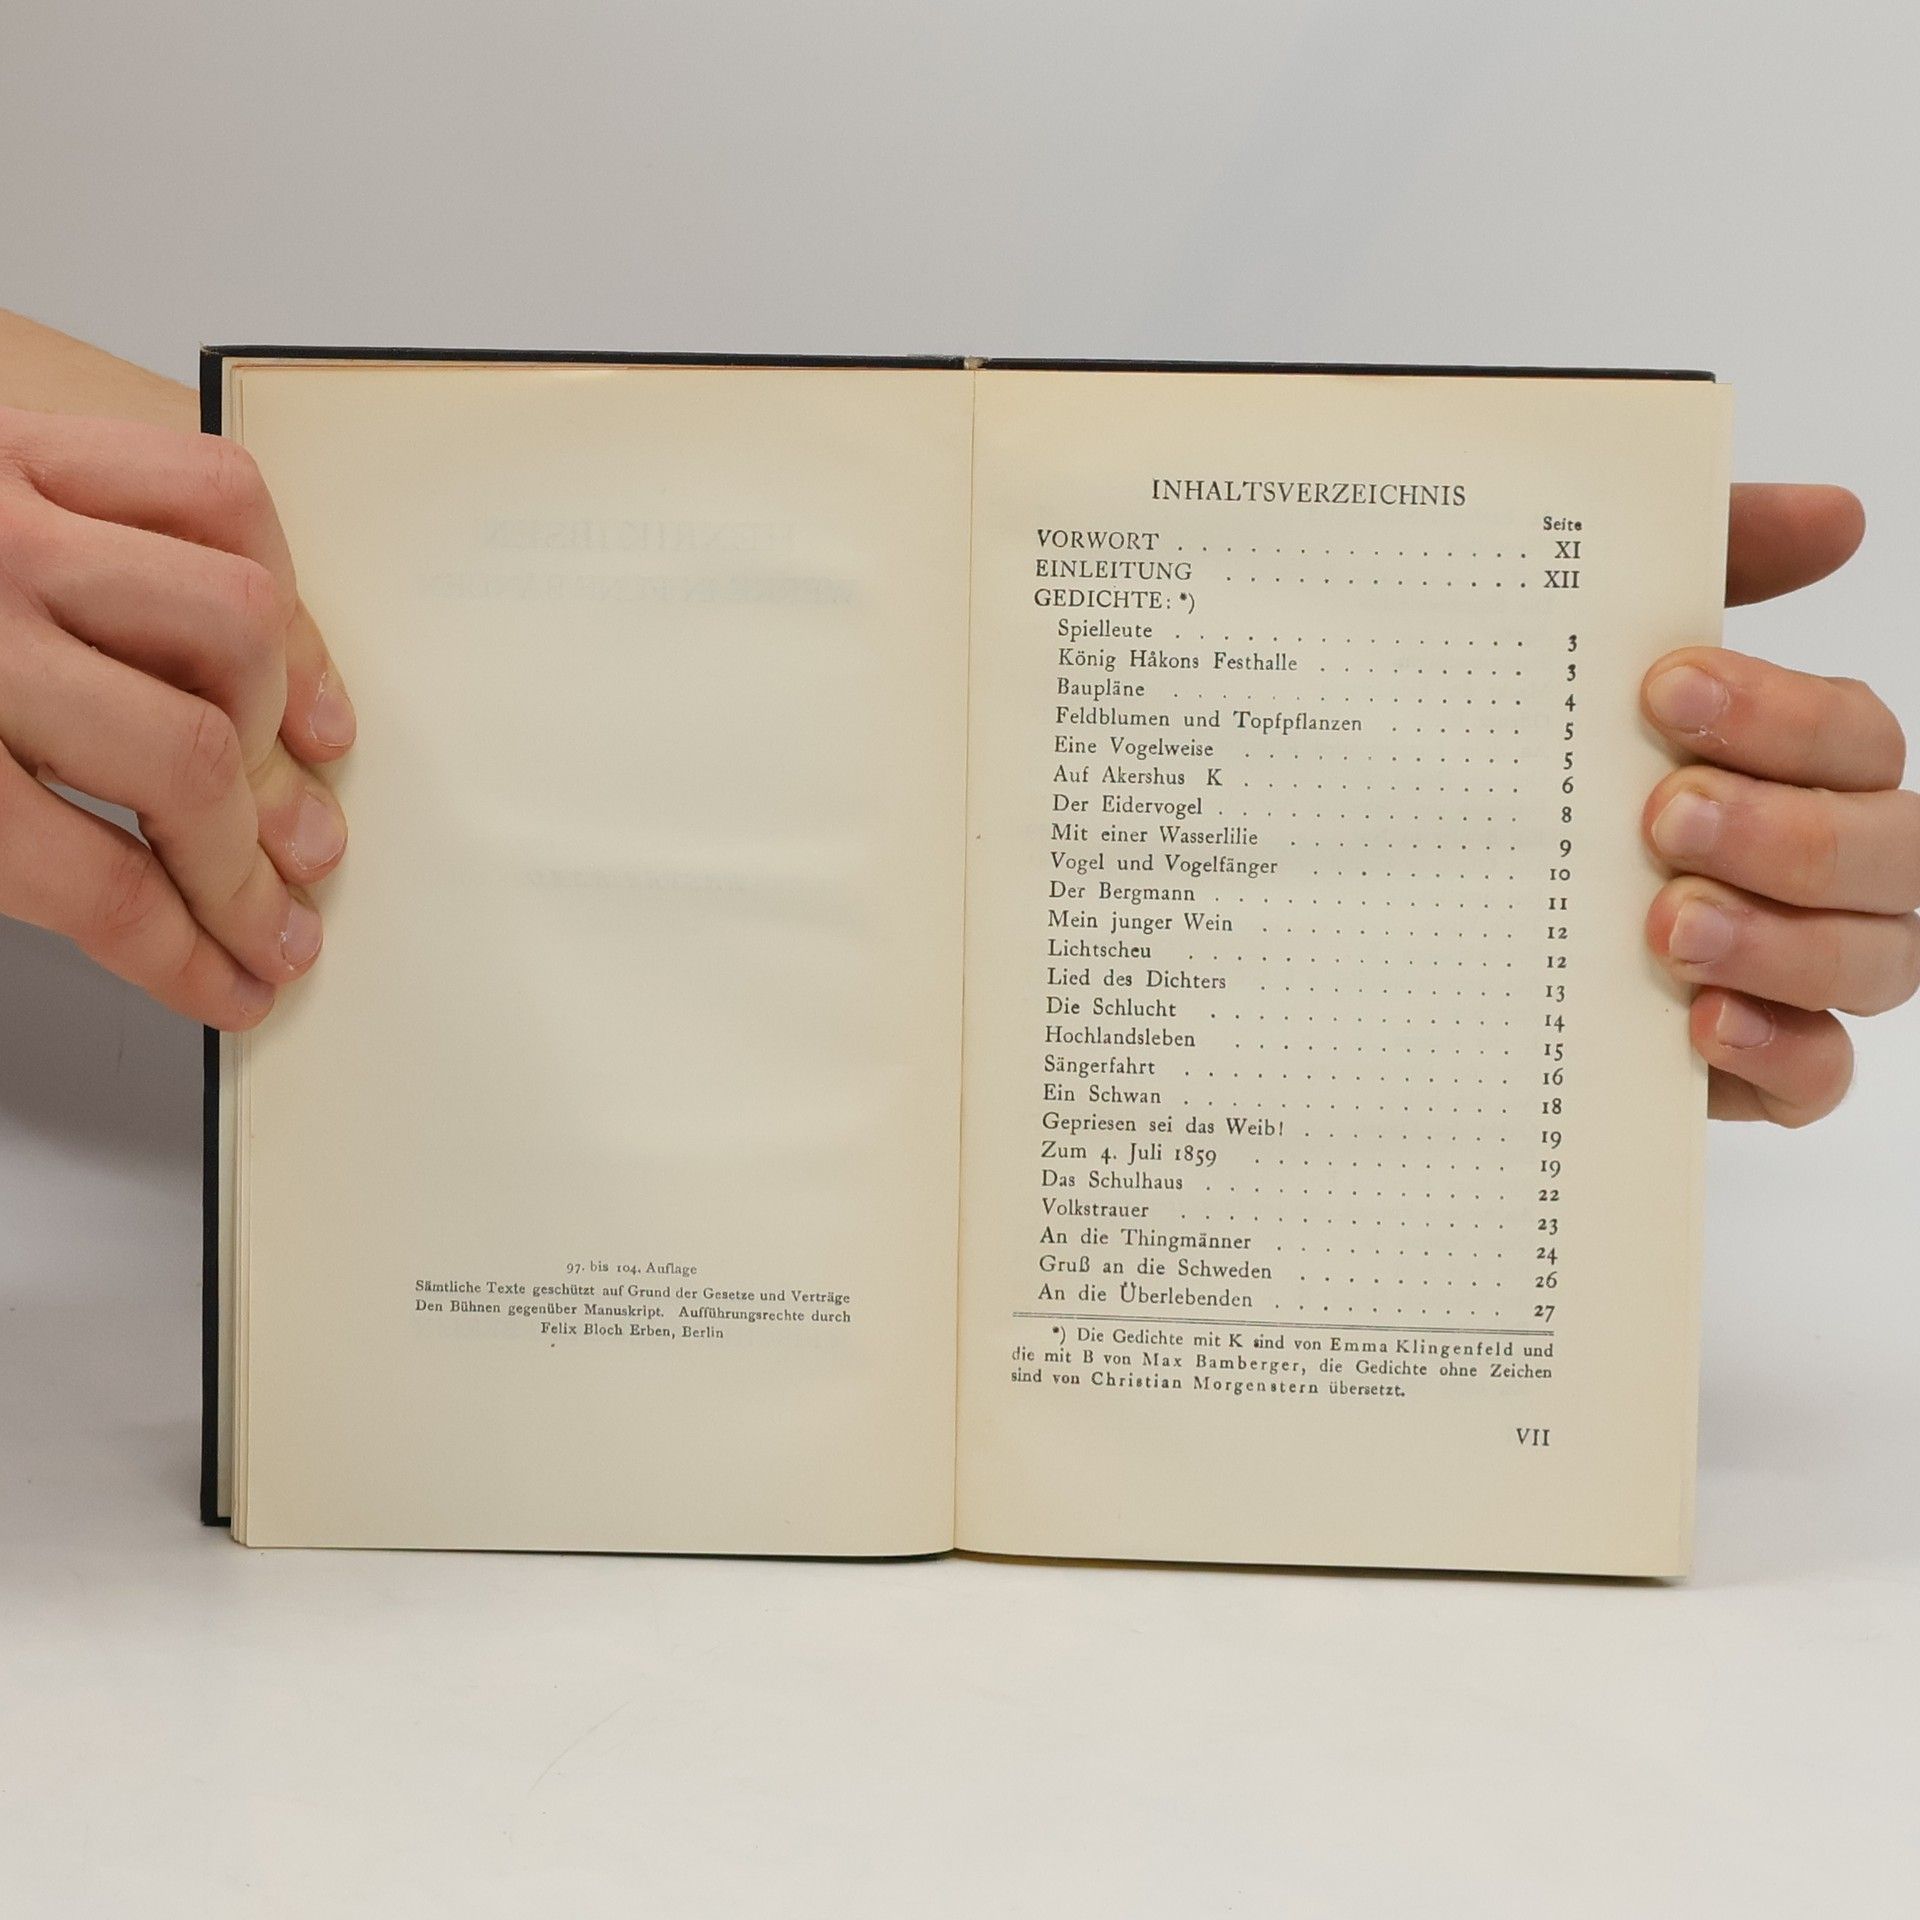 97. bis 104. Auflage
Sämtliche Texte geschützt auf Grund der Gesetze und Verträge
Den Bühnen gegenüber Manuskript. Aufführungsrechte durch
Felix Bloch Erben, Berlin
INHALTSVERZEICHNIS
Seite
VORWORT . . . . . . . . . . . . . . . XI
EINLEITUNG . . . . . . . . . . . . . XII
GEDICHTE: *)
Spielleute . . . . . . . . . . . . . . . 3
König Håkons Festhalle . . . . . . . . . 3
Baupläne . . . . . . . . . . . . . . . 4
Feldblumen und Topfpflanzen . . . . . . 5
Eine Vogelweise . . . . . . . . . . . . 5
Auf Akershus K . . . . . . . . . . . . 6
Der Eidervogel . . . . . . . . . . . . . 8
Mit einer Wasserlilie . . . . . . . . . . 9
Vogel und Vogelfänger . . . . . . . . . 10
Der Bergmann . . . . . . . . . . . . . 11
Mein junger Wein . . . . . . . . . . . 12
Lichtscheu . . . . . . . . . . . . . . 12
Lied des Dichters . . . . . . . . . . . 13
Die Schlucht . . . . . . . . . . . . . 14
Hochlandsleben . . . . . . . . . . . . 15
Sängerfahrt . . . . . . . . . . . . . . 16
Ein Schwan . . . . . . . . . . . . . . 18
Gepriesen sei das Weib! . . . . . . . . . 19
Zum 4. Juli 1859 . . . . . . . . . . . 19
Das Schulhaus . . . . . . . . . . . . . 22
Volkstrauer . . . . . . . . . . . . . . 23
An die Thingmänner . . . . . . . . . . 24
Gruß an die Schweden . . . . . . . . . 26
An die Überlebenden . . . . . . . . . . 27
*) Die Gedichte mit K sind von Emma Klingenfeld und
die mit B von Max Bamberger, die Gedichte ohne Zeichen
sind von Christian Morgenstern übersetzt.
VII